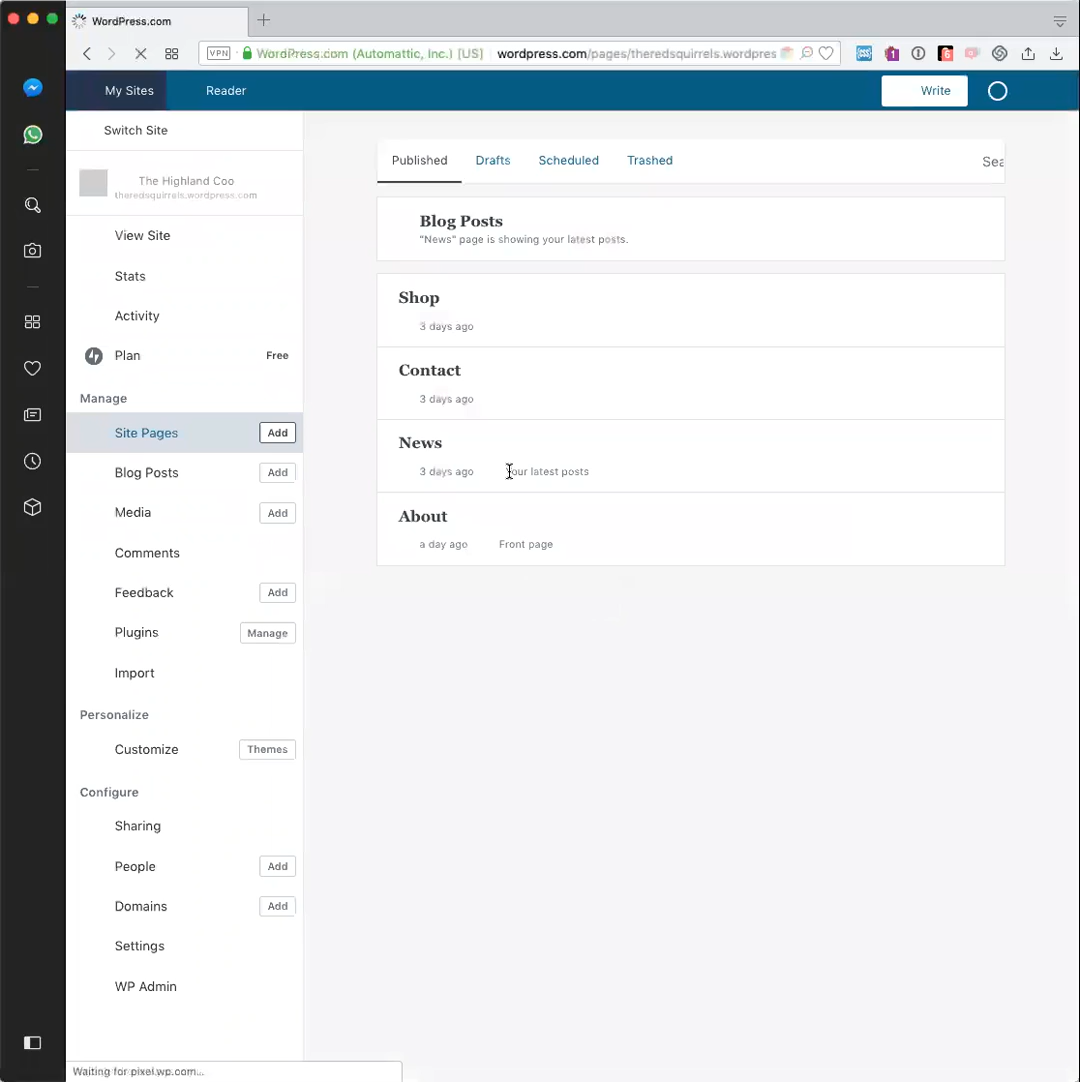 WordPress.com
VPN WordPress.com (Automattic, Inc.) [US] wordpress.com/pages/theredsquirrels.wordpres
My Sites Reader Write
Switch Site
The Highland Coo
theredsquirrels.wordpress.com
View Site
Stats
Activity
Plan Free
Manage
Site Pages Add
Blog Posts Add
Media Add
Comments
Feedback Add
Plugins Manage
Import
Personalize
Customize Themes
Configure
Sharing
People Add
Domains Add
Settings
WP Admin
Published Drafts Scheduled Trashed Sea
Blog Posts
"News" page is showing your latest posts.
Shop
3 days ago
Contact
3 days ago
News
3 days ago Your latest posts
About
a day ago Front page
Waiting for pixel.wp.com...